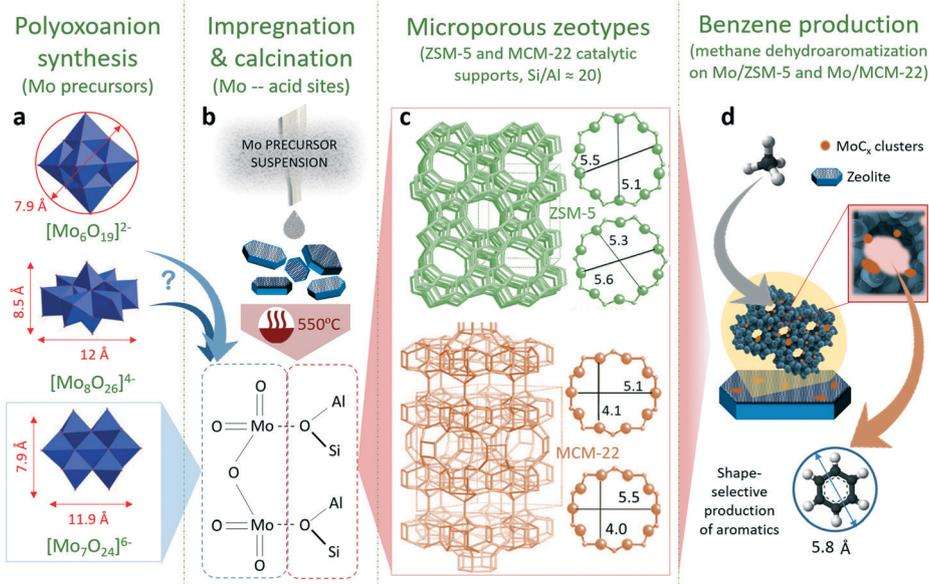 Polyoxoanion
synthesis
(Mo precursors)
a
7.9 Å
[Mo6O19]2-
8.5 Å
12 Å
[Mo8O26]4-
7.9 Å
11.9 Å
[Mo7O24]6-
?
Impregnation
& calcination
(Mo -- acid sites)
b
Mo PRECURSOR
SUSPENSION
550ºC
O
O
Mo
O
Al
Si
O
O
Mo
O
Al
Si
O
Microporous zeotypes
(ZSM-5 and MCM-22 catalytic
supports, Si/Al ≈ 20)
c
5.5
5.1
ZSM-5
5.3
5.6
5.1
4.1
MCM-22
5.5
4.0
Benzene production
(methane dehydroaromatization
on Mo/ZSM-5 and Mo/MCM-22)
d
MoCx clusters
Zeolite
Shape-
selective
production
of aromatics
5.8 Å